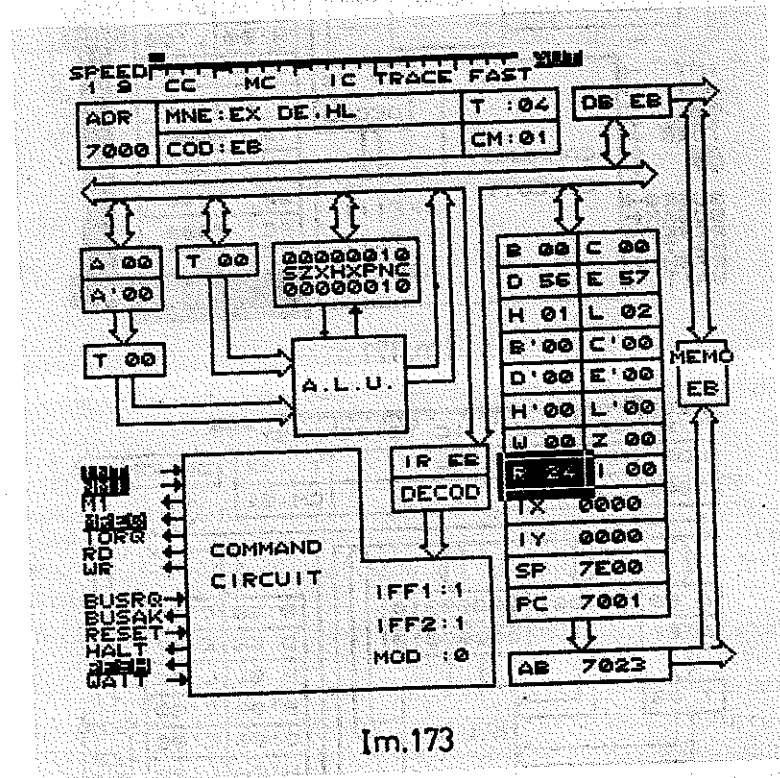 SPEED
1 9 CC MC IC TRACE FAST
ADR MNE:EX DE,HL T :04 DB EB
7000 COD:EB CM:01
A 00 T 00 00000010 B 00 C 00
SZXHXPNC
A'00 00000010 D 56 E 57
H 01 L 02
T 00 B'00 C'00 MEMO
A.L.U. D'00 E'00 EB
H'00 L'00
IR EB W 00 Z 00
DECOD R 24 I 00
M1 IX 0000
IORQ IY 0000
RD COMMAND
WR CIRCUIT
IFF1:1 SP 7E00
BUSRQ
BUSAK IFF2:1 PC 7001
RESET
HALT MOD :0 AB 7023
WAIT
Im.173